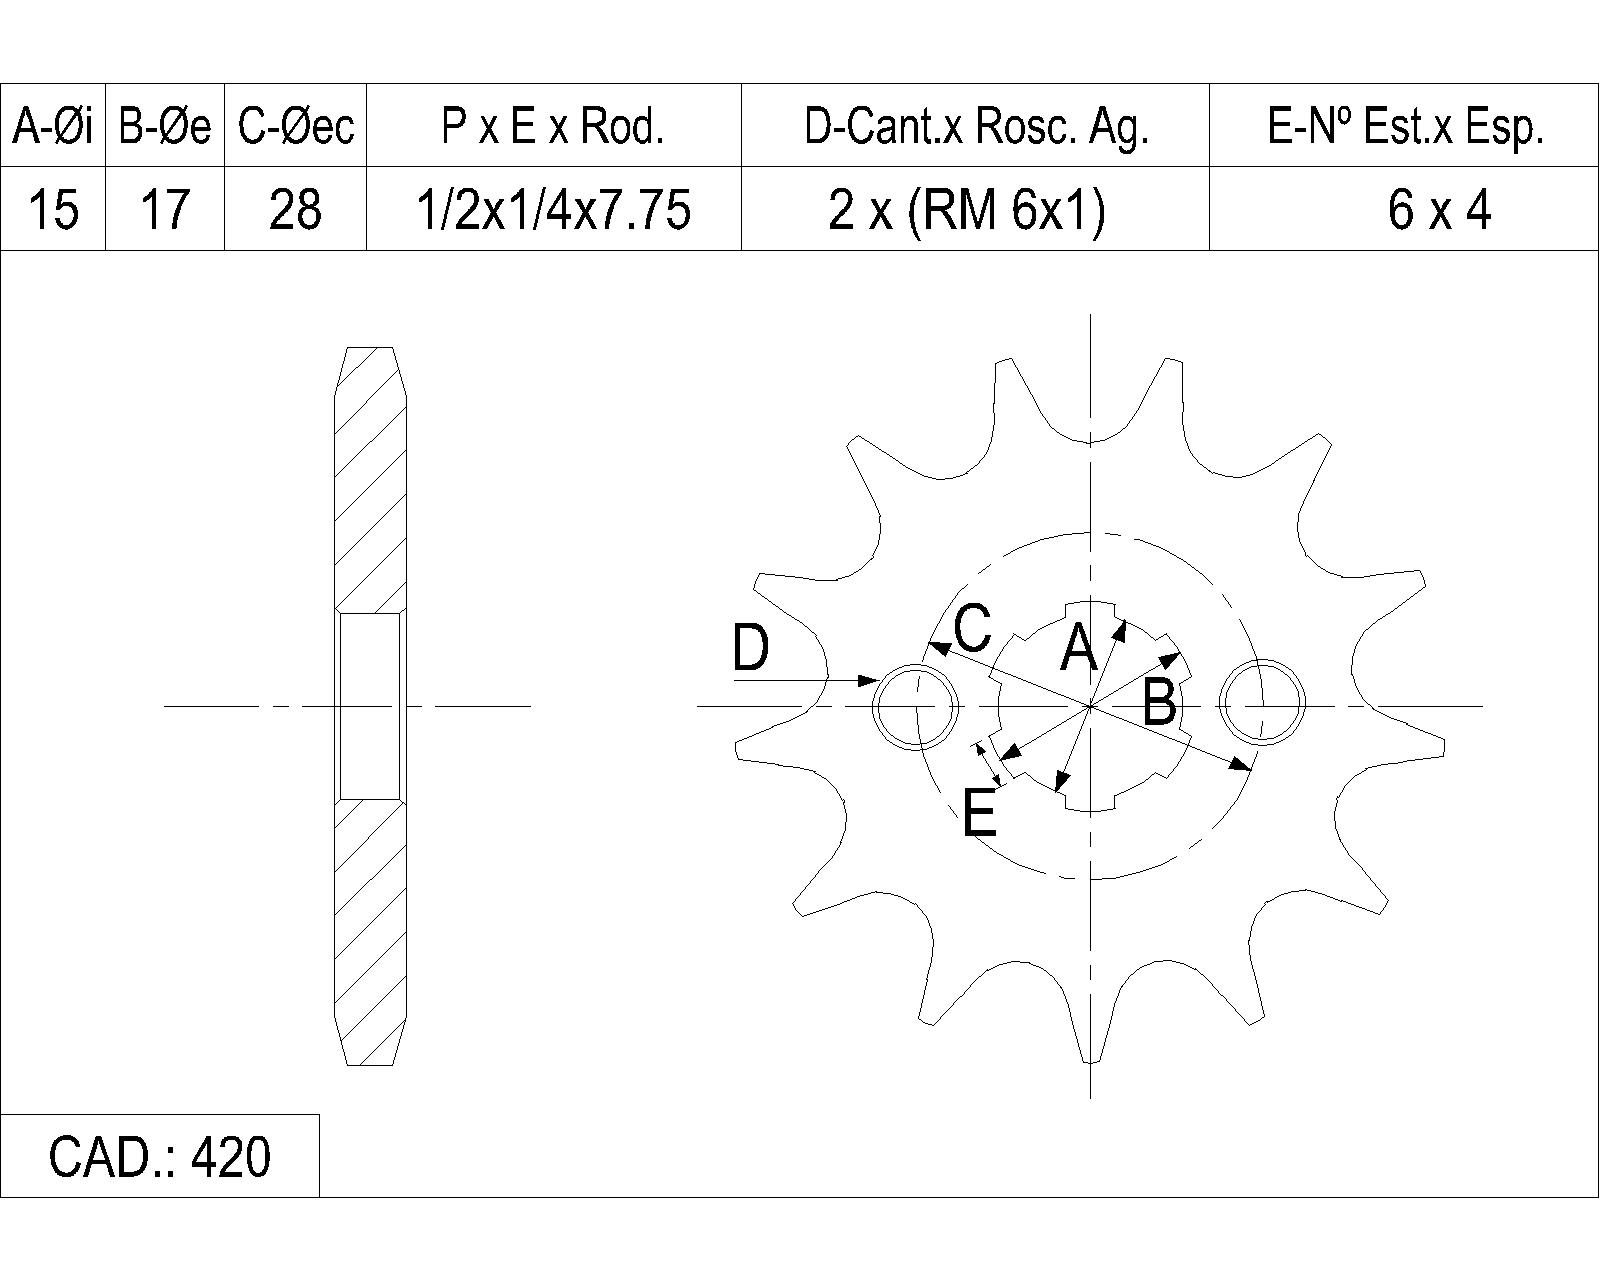 A-Øi B-Øe C-Øec P x E x Rod. D-Cant.x Rosc. Ag. E-Nº Est.x Esp.
15 17 28 1/2x1/4x7.75 2 x (RM 6x1) 6 x 4
C
D
A
B
E
CAD.: 420